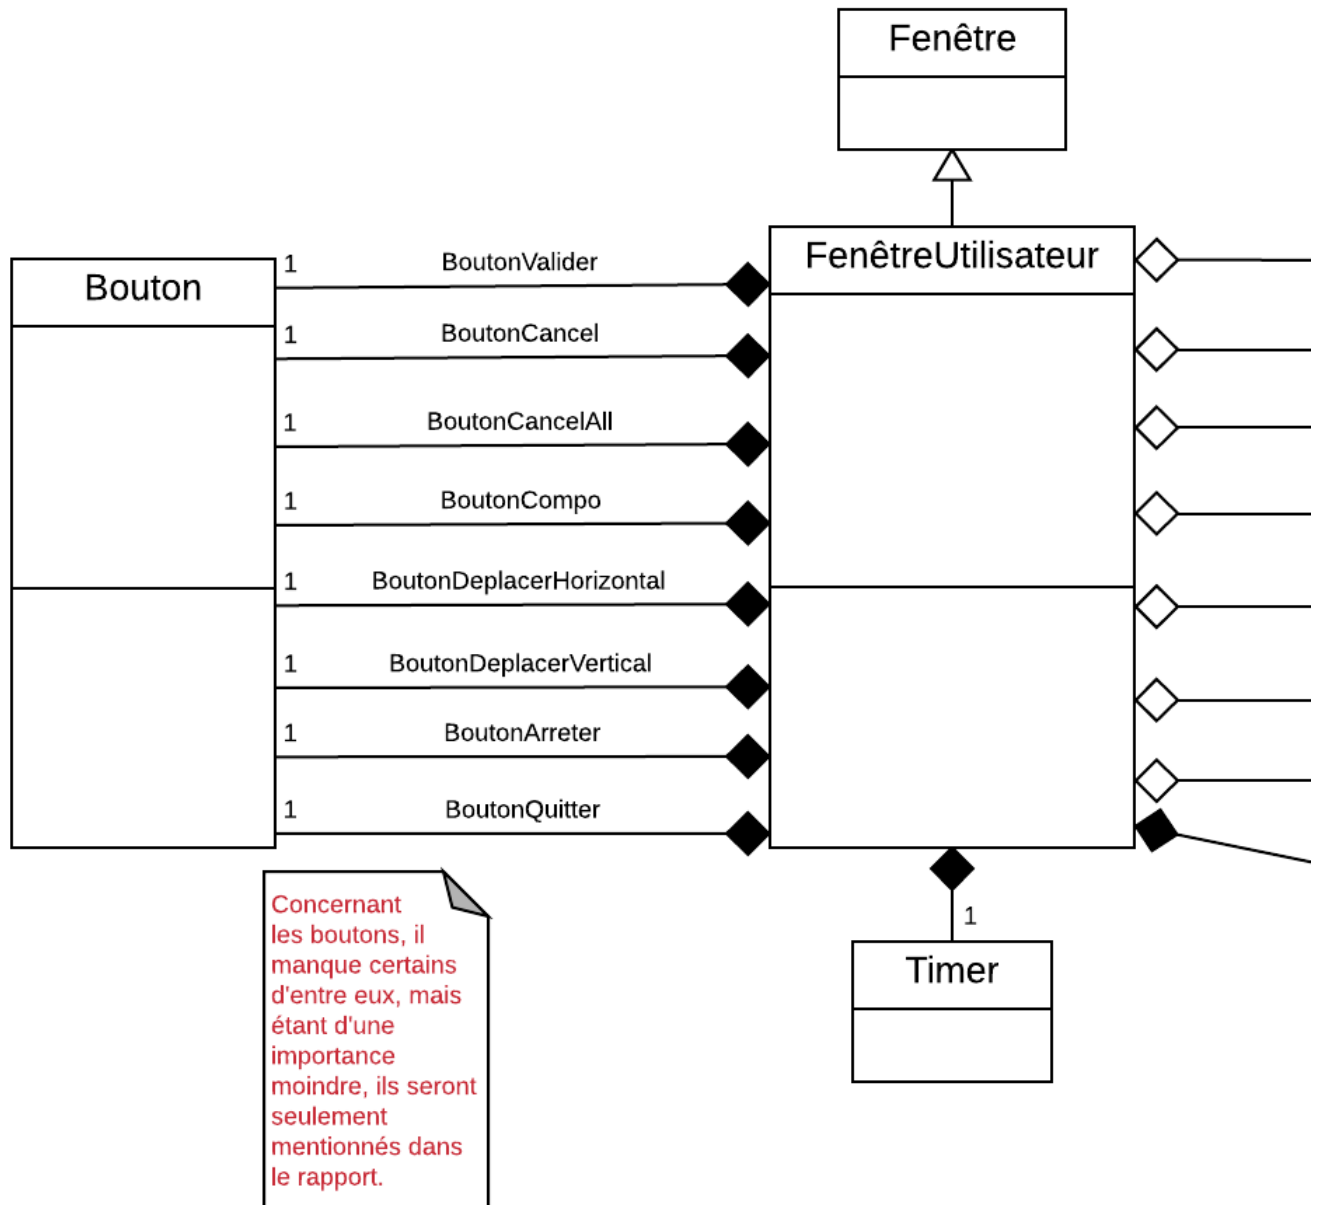 Fenêtre
FenêtreUtilisateur
Bouton
1 BoutonValider
1 BoutonCancel
1 BoutonCancelAll
1 BoutonCompo
1 BoutonDeplacerHorizontal
1 BoutonDeplacerVertical
1 BoutonArreter
1 BoutonQuitter
1
Timer
Concernant
les boutons, il
manque certains
d'entre eux, mais
étant d'une
importance
moindre, ils seront
seulement
mentionnés dans
le rapport.